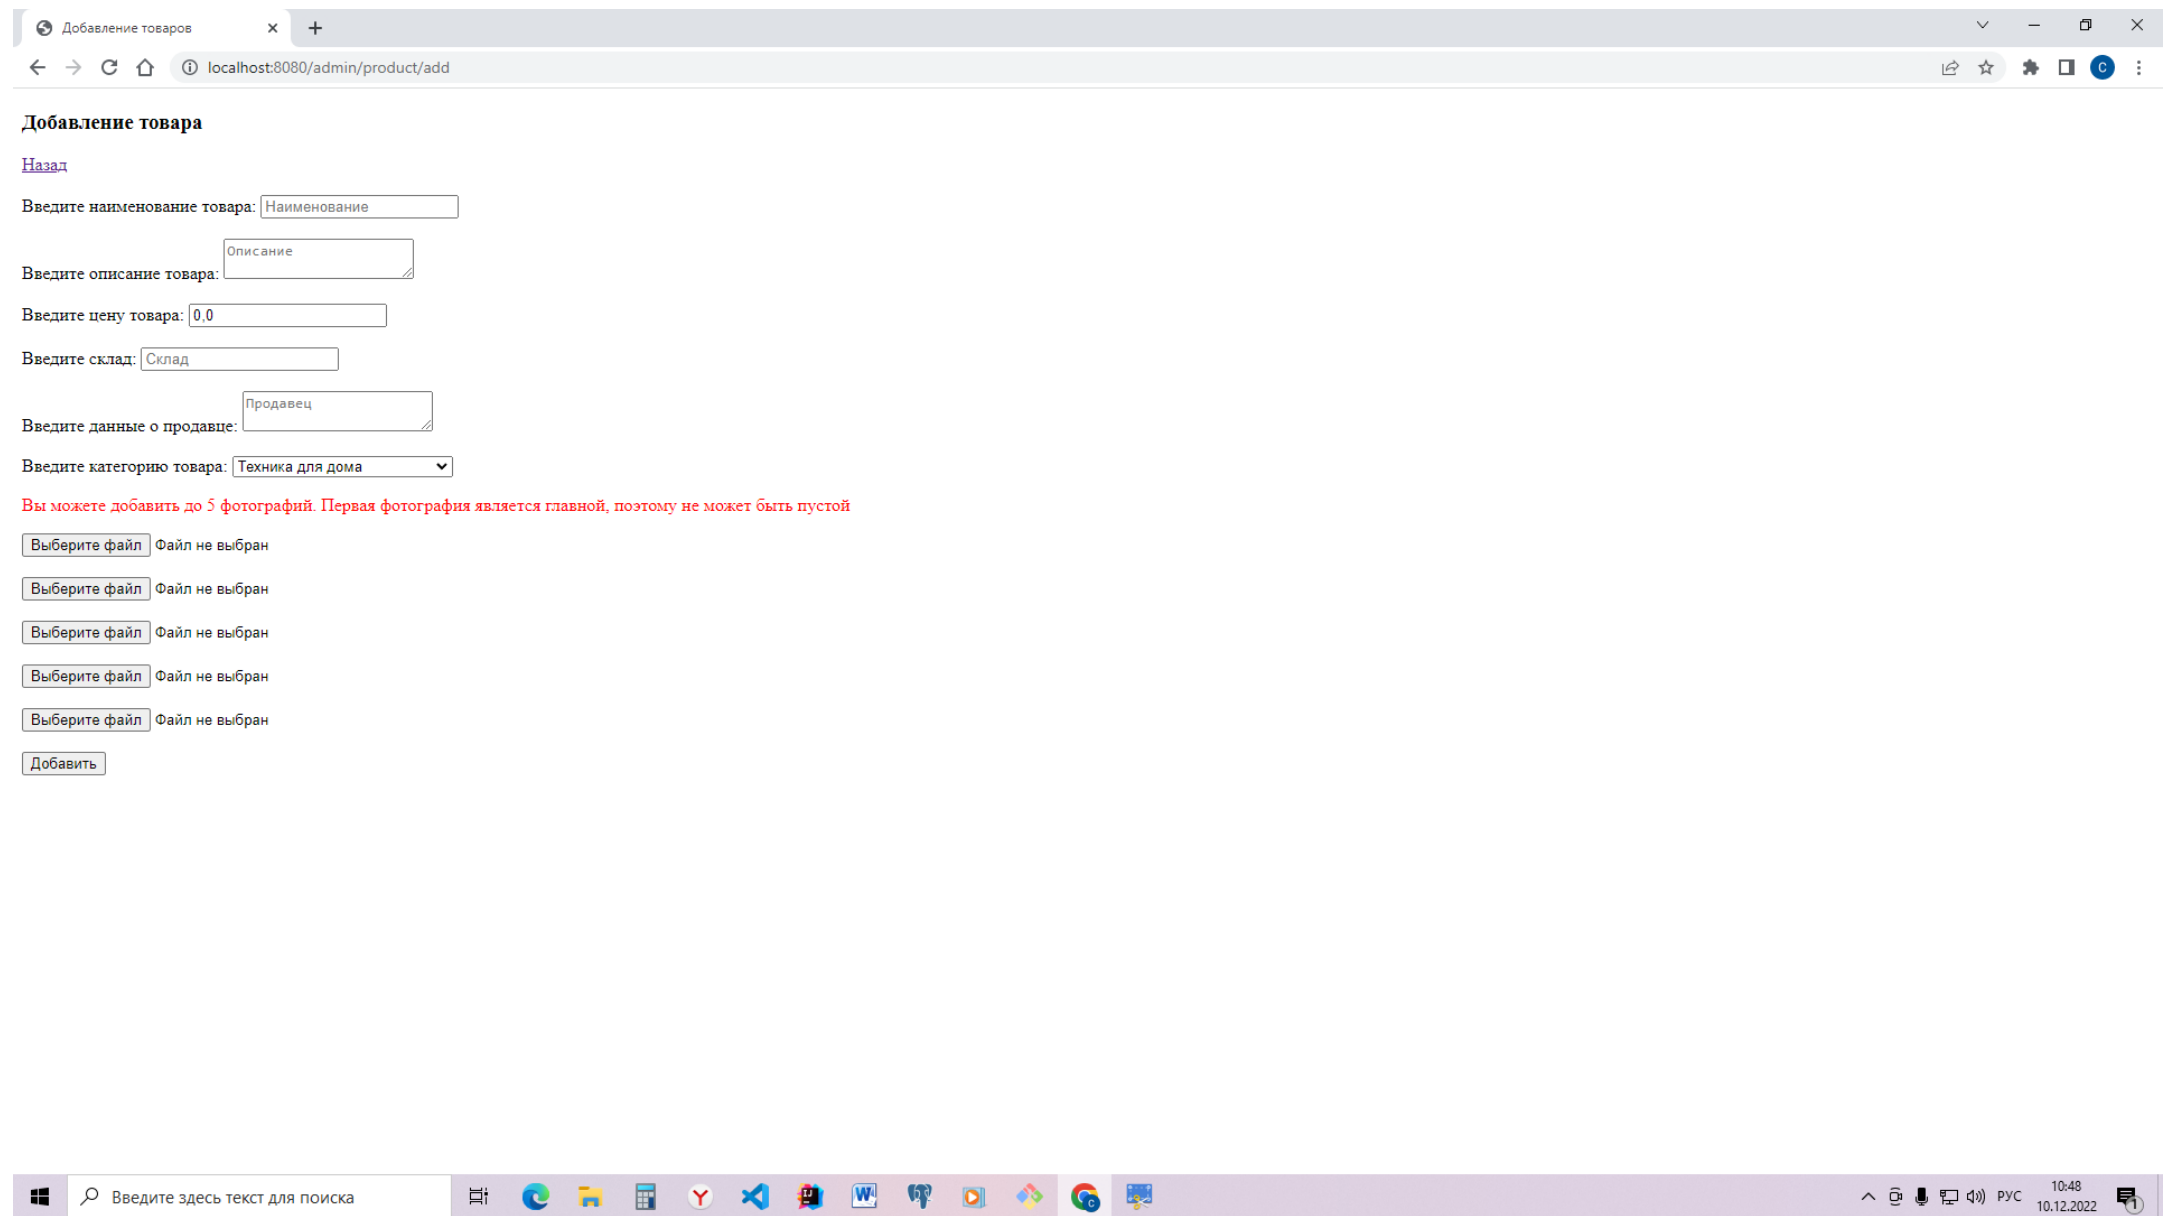 Добавление товаров
localhost:8080/admin/product/add
C
Добавление товара
Назад
Введите наименование товара: Наименование
Введите описание товара: Описание
Введите цену товара: 0,0
Введите склад: Склад
Введите данные о продавце: Продавец
Введите категорию товара: Техника для дома
Вы можете добавить до 5 фотографий. Первая фотография является главной, поэтому не может быть пустой
Выберите файл Файл не выбран
Выберите файл Файл не выбран
Выберите файл Файл не выбран
Выберите файл Файл не выбран
Выберите файл Файл не выбран
Добавить
Введите здесь текст для поиска
РУС
10:48
10.12.2022
1